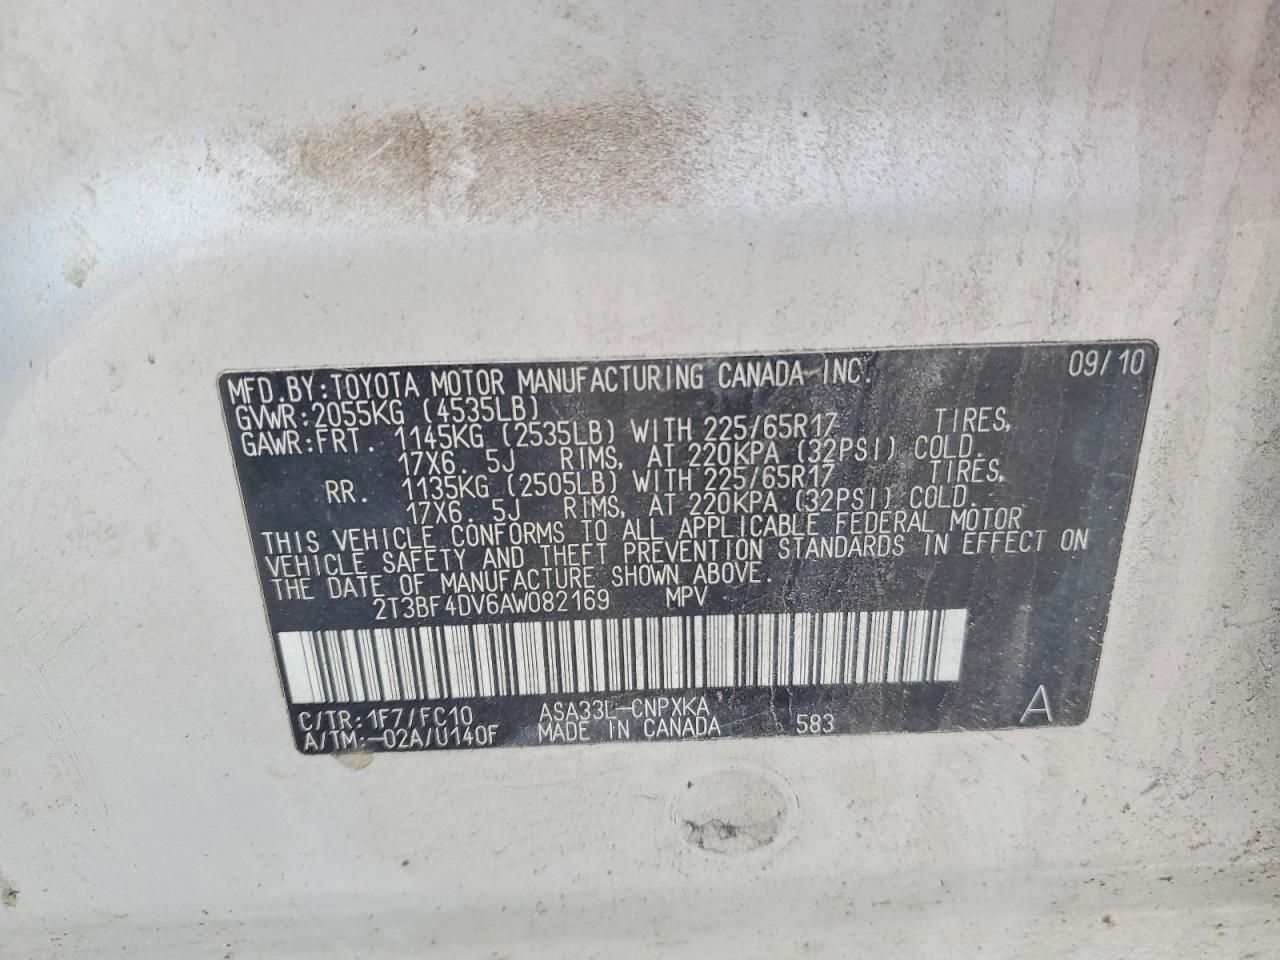 MFD.BY:TOYOTA MOTOR MANUFACTURING CANADA INC. 09/10
GVWR:2055KG (4535LB)
GAWR:FRT. 1145KG (2535LB) WITH 225/65R17 TIRES,
17X6.5J RIMS, AT 220KPA (32PSI) COLD.
RR. 1135KG (2505LB) WITH 225/65R17 TIRES,
17X6.5J RIMS, AT 220KPA (32PSI) COLD.
THIS VEHICLE CONFORMS TO ALL APPLICABLE FEDERAL MOTOR
VEHICLE SAFETY AND THEFT PREVENTION STANDARDS IN EFFECT ON
THE DATE OF MANUFACTURE SHOWN ABOVE.
2T3BF4DV6AW082169 MPV
C/TR:1F7/FC10 ASA33L-CNPXKA
A/TM:-02A/U140F MADE IN CANADA 583 A